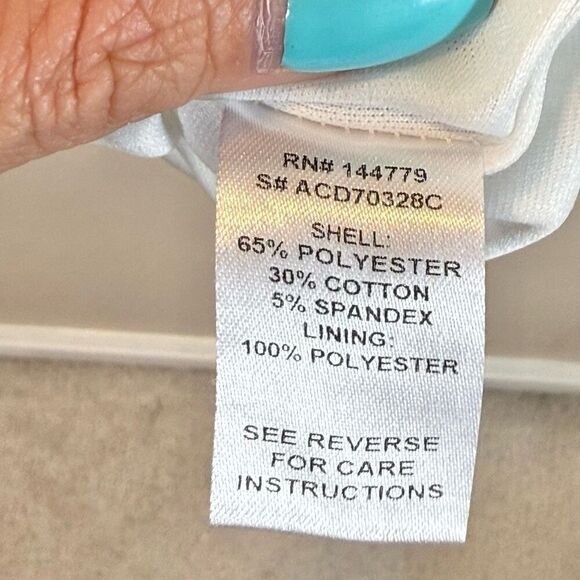 RN# 144779
S# ACD70328C
SHELL:
65% POLYESTER
30% COTTON
5% SPANDEX
LINING:
100% POLYESTER
SEE REVERSE
FOR CARE
INSTRUCTIONS